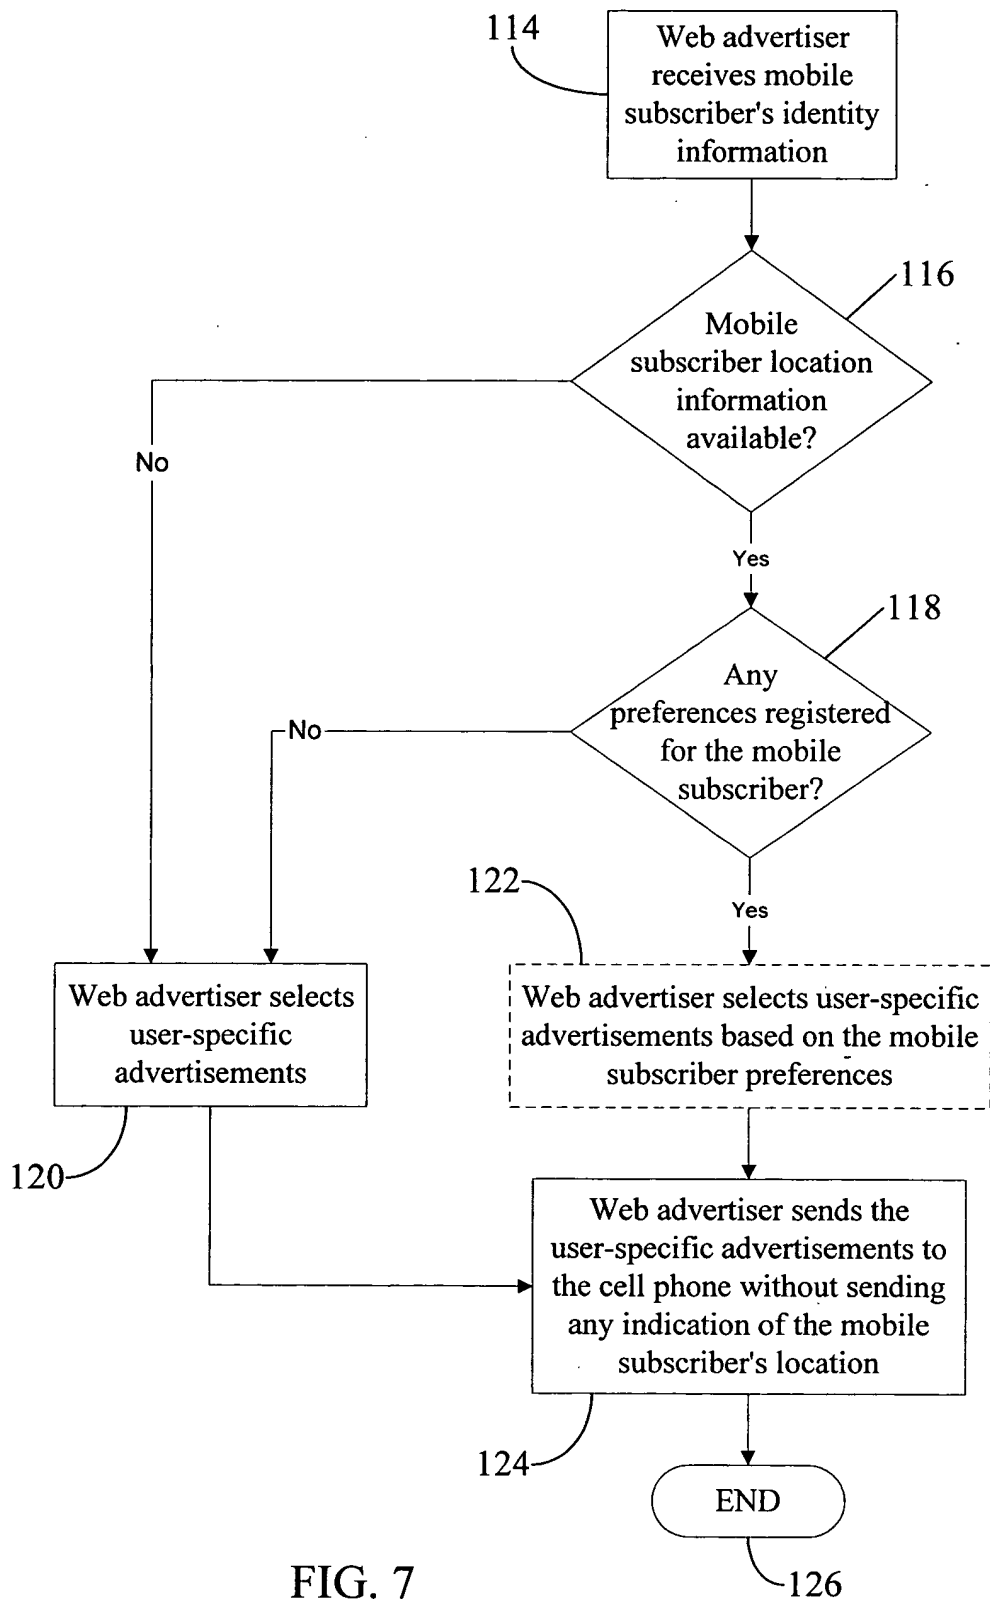 114
Web advertiser
receives mobile
subscriber's identity
information
116
Mobile
subscriber location
information
available?
No
Yes
118
Any
preferences registered
for the mobile
subscriber?
No
Yes
122
Web advertiser selects
user-specific
advertisements
Web advertiser selects user-specific
advertisements based on the mobile
subscriber preferences
120
Web advertiser sends the
user-specific advertisements to
the cell phone without sending
any indication of the mobile
subscriber's location
124
END
126
FIG. 7